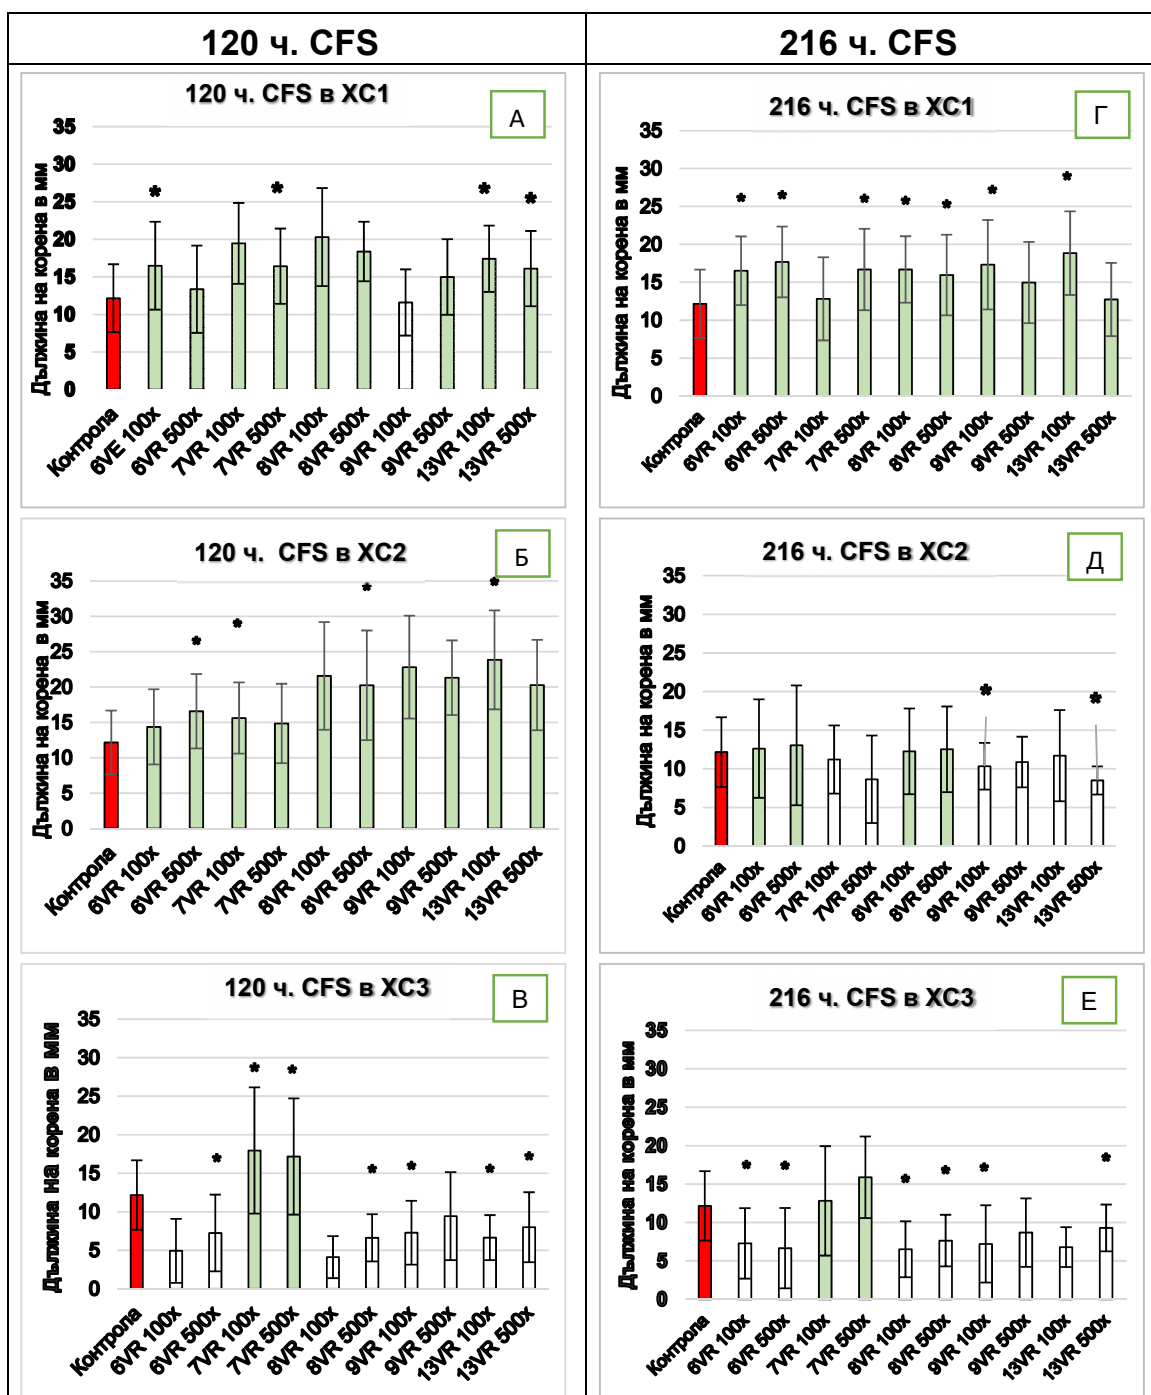 120 ч. CFS
216 ч. CFS
120 ч. CFS в ХС1
А
Дължина на корена в мм
35
30
25
20
15
10
5
0
* * * *
Контрола
6VE 100x
6VR 500x
7VR 100x
7VR 500x
8VR 100x
8VR 500x
9VR 100x
9VR 500x
13VR 100x
13VR 500x
216 ч. CFS в ХС1
Г
Дължина на корена в мм
35
30
25
20
15
10
5
0
* * * * * * *
Контрола
6VR 100x
6VR 500x
7VR 100x
7VR 500x
8VR 100x
8VR 500x
9VR 100x
9VR 500x
13VR 100x
13VR 500x
120 ч. CFS в ХС2
Б
Дължина на корена в мм
35
30
25
20
15
10
5
0
* * * *
Контрола
6VR 100x
6VR 500x
7VR 100x
7VR 500x
8VR 100x
8VR 500x
9VR 100x
9VR 500x
13VR 100x
13VR 500x
216 ч. CFS в ХС2
Д
Дължина на корена в мм
35
30
25
20
15
10
5
0
* *
Контрола
6VR 100x
6VR 500x
7VR 100x
7VR 500x
8VR 100x
8VR 500x
9VR 100x
9VR 500x
13VR 100x
13VR 500x
120 ч. CFS в ХС3
В
Дължина на корена в мм
35
30
25
20
15
10
5
0
* * * * * * *
Контрола
6VR 100x
6VR 500x
7VR 100x
7VR 500x
8VR 100x
8VR 500x
9VR 100x
9VR 500x
13VR 100x
13VR 500x
216 ч. CFS в ХС3
Е
Дължина на корена в мм
35
30
25
20
15
10
5
0
* * * * * *
Контрола
6VR 100x
6VR 500x
7VR 100x
7VR 500x
8VR 100x
8VR 500x
9VR 100x
9VR 500x
13VR 100x
13VR 500x